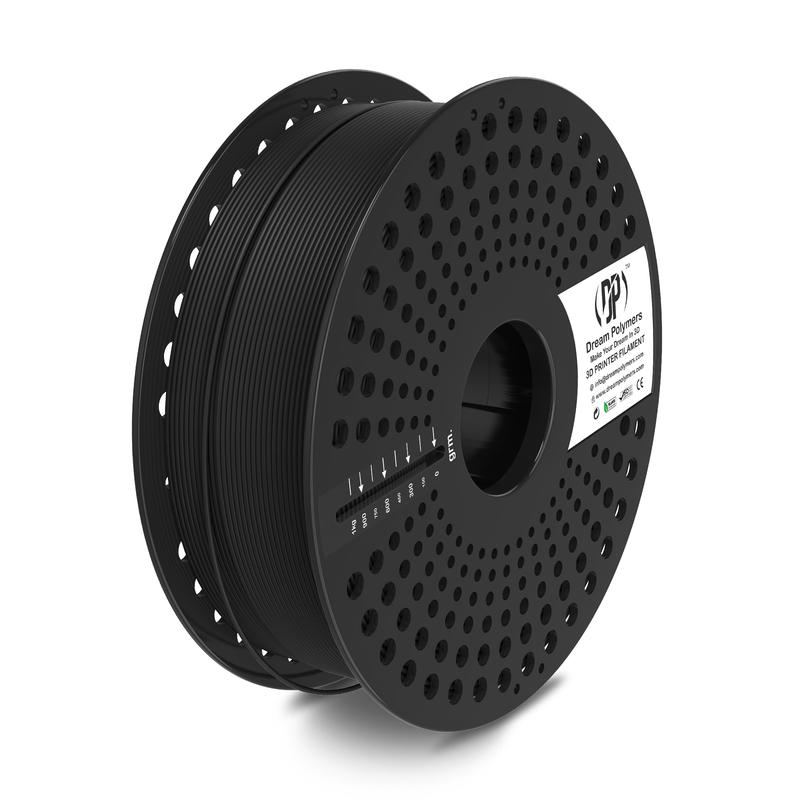 DP
TM
Dream Polymers
Make Your Dream In 3D
3D PRINTER FILAMENT
info@dreampolymers.com
www.dreampolymers.com
CE
grm.
0
150
300
450
600
750
900
1kg